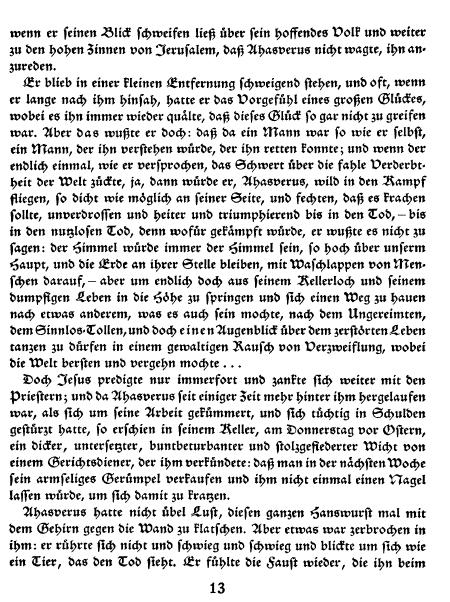 wenn er seinen Blick schweifen ließ über sein hoffendes Volk und weiter
zu den hohen Zinnen von Jerusalem, daß Ahasverus nicht wagte, ihn an-
zureden.
Er blieb in einer kleinen Entfernung schweigend stehen, und oft, wenn
er lange nach ihm hinsah, hatte er das Vorgefühl eines großen Glückes,
wobei es ihn immer wieder quälte, daß dieses Glück so gar nicht zu greifen
war. Aber das wußte er doch: daß da ein Mann war so wie er selbst,
ein Mann, der ihn verstehen würde, der ihn retten konnte; und wenn der
endlich einmal, wie er versprochen, das Schwert über die fahle Verderbt-
heit der Welt zückte, ja, dann würde er, Ahasverus, wild in den Kampf
fliegen, so dicht wie möglich an seiner Seite, und fechten, daß es krachen
sollte, unverdrossen und heiter und triumphierend bis in den Tod, – bis
in den nutzlosen Tod, denn wofür gekämpft würde, er wußte es nicht zu
sagen: der Himmel würde immer der Himmel sein, so hoch über unserm
Haupt, und die Erde an ihrer Stelle bleiben, mit Waschlappen von Men-
schen darauf, – aber um endlich doch aus seinem Kellerloch und seinem
dumpfigen Leben in die Höhe zu springen und sich einen Weg zu hauen
nach etwas anderem, was es auch sein mochte, nach dem Ungereimten,
dem Sinnlos-Tollen, und doch einen Augenblick über dem zerstörten Leben
tanzen zu dürfen in einem gewaltigen Rausch von Verzweiflung, wobei
die Welt bersten und vergehn mochte . . .
Doch Jesus predigte nur immerfort und zankte sich weiter mit den
Priestern; und da Ahasverus seit einiger Zeit mehr hinter ihm hergelaufen
war, als sich um seine Arbeit gekümmert, und sich tüchtig in Schulden
gestürzt hatte, so erschien in seinem Keller, am Donnerstag vor Ostern,
ein dicker, untersetzter, buntbeturbanter und stolzgefiederter Wicht von
einem Gerichtsdiener, der ihm verkündete: daß man in der nächsten Woche
sein armseliges Gerümpel verkaufen und ihm nicht einmal einen Nagel
lassen würde, um sich damit zu kratzen.
Ahasverus hatte nicht übel Lust, diesen ganzen Hanswurst mal mit
dem Gehirn gegen die Wand zu klatschen. Aber etwas war zerbrochen in
ihm: er rührte sich nicht und schwieg und schwieg und blickte um sich wie
ein Tier, das den Tod sieht. Er fühlte die Faust wieder, die ihn beim
13